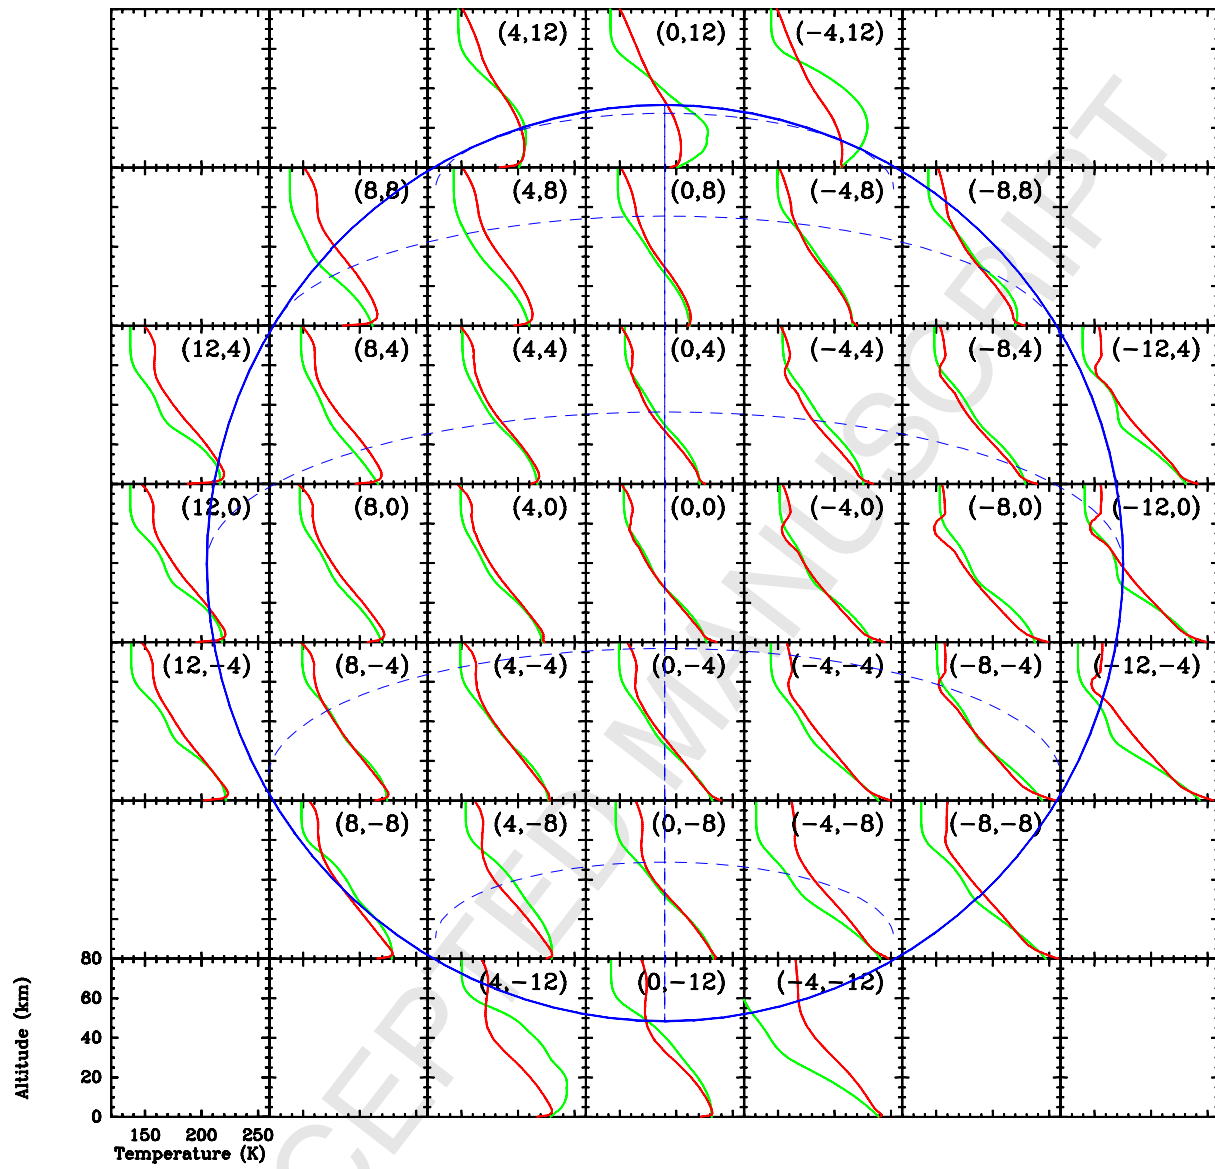 (4,12) (0,12) (−4,12)
(8,8) (4,8) (0,8) (−4,8) (−8,8)
(12,4) (8,4) (4,4) (0,4) (−4,4) (−8,4) (−12,4)
(12,0) (8,0) (4,0) (0,0) (−4,0) (−8,0) (−12,0)
(12,−4) (8,−4) (4,−4) (0,−4) (−4,−4) (−8,−4) (−12,−4)
(8,−8) (4,−8) (0,−8) (−4,−8) (−8,−8)
(4,−12) (0,−12) (−4,−12)
80
60
40
20
0
Altitude (km)
150 200 250
Temperature (K)
CEPTED MANUSCRIPT